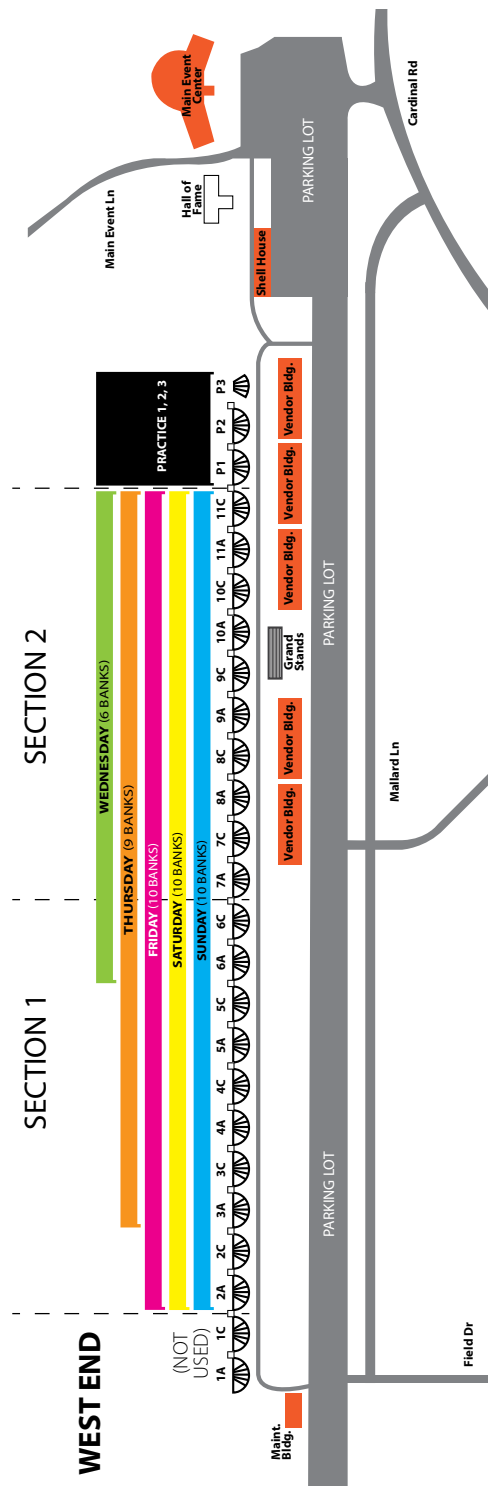 WEST END
SECTION 1
SECTION 2
WEDNESDAY (6 BANKS)
THURSDAY (9 BANKS)
FRIDAY (10 BANKS)
SATURDAY (10 BANKS)
SUNDAY (10 BANKS)
(NOT
USED)
PRACTICE 1, 2, 3
1A
1C
2A
2C
3A
3C
4A
4C
5A
5C
6A
6C
7A
7C
8A
8C
9A
9C
10A
10C
11A
11C
P1
P2
P3
Main Event Ln
Hall of
Fame
Main Event
Center
Shell House
Maint.
Bldg.
Vendor Bldg.
Vendor Bldg.
Grand
Stands
Vendor Bldg.
Vendor Bldg.
Vendor Bldg.
PARKING LOT
PARKING LOT
PARKING LOT
Field Dr
Mallard Ln
Cardinal Rd